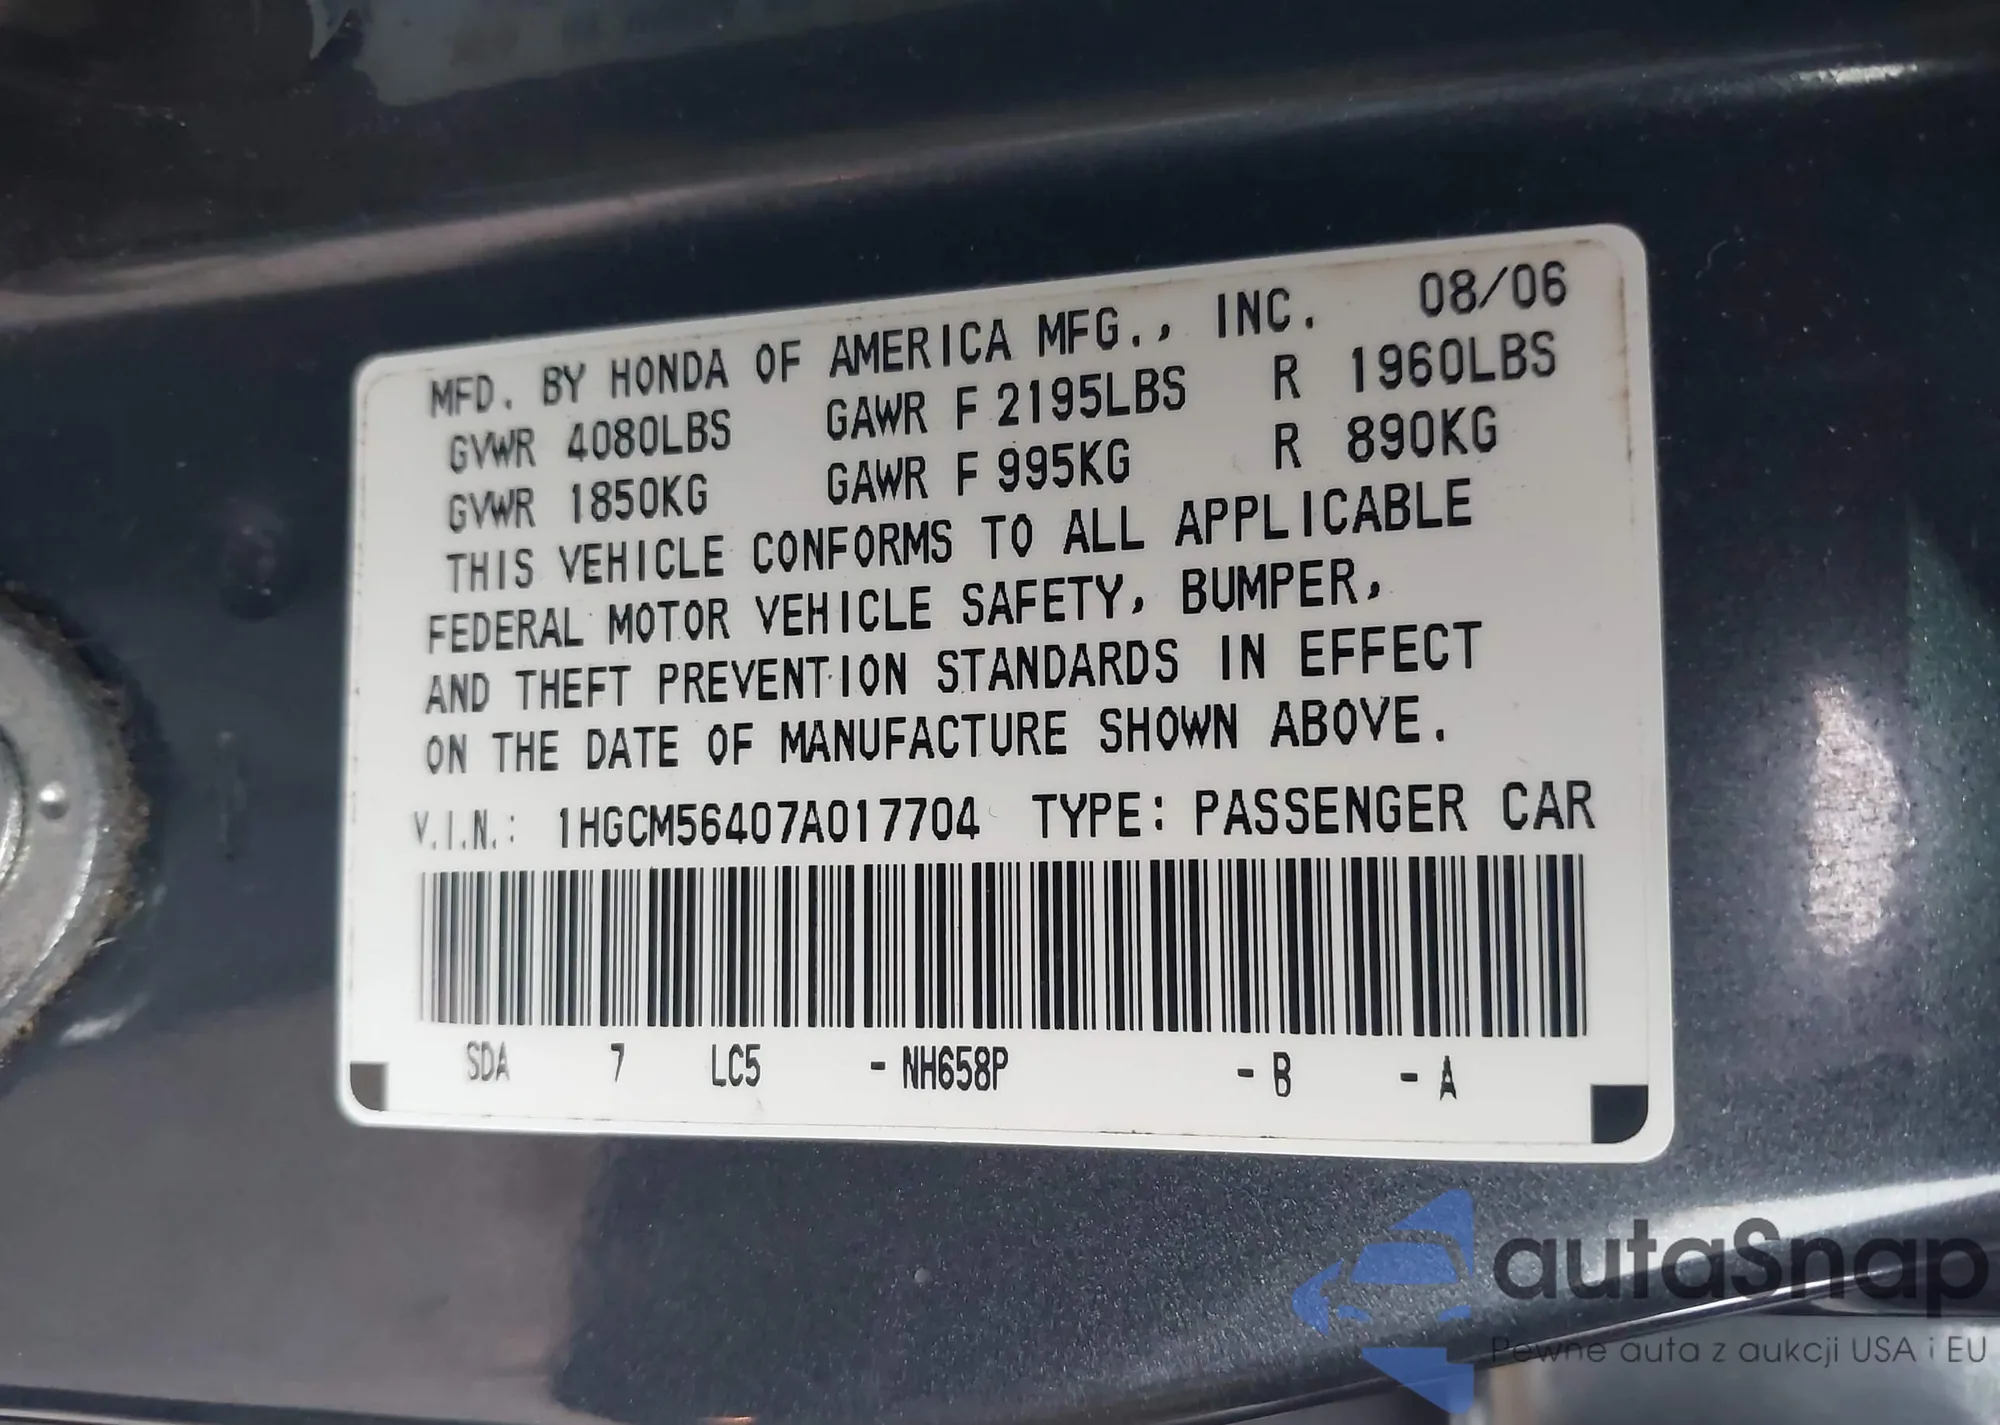 MFD. BY HONDA OF AMERICA MFG., INC. 08/06
GVWR 4080LBS GAWR F 2195LBS R 1960LBS
GVWR 1850KG GAWR F 995KG R 890KG
THIS VEHICLE CONFORMS TO ALL APPLICABLE
FEDERAL MOTOR VEHICLE SAFETY, BUMPER,
AND THEFT PREVENTION STANDARDS IN EFFECT
ON THE DATE OF MANUFACTURE SHOWN ABOVE.
V.I.N.: 1HGCM56407A017704 TYPE: PASSENGER CAR
SDA 7 LC5 -NH658P -B -A
autaSnap
Pewne auta z aukcji USA i EU